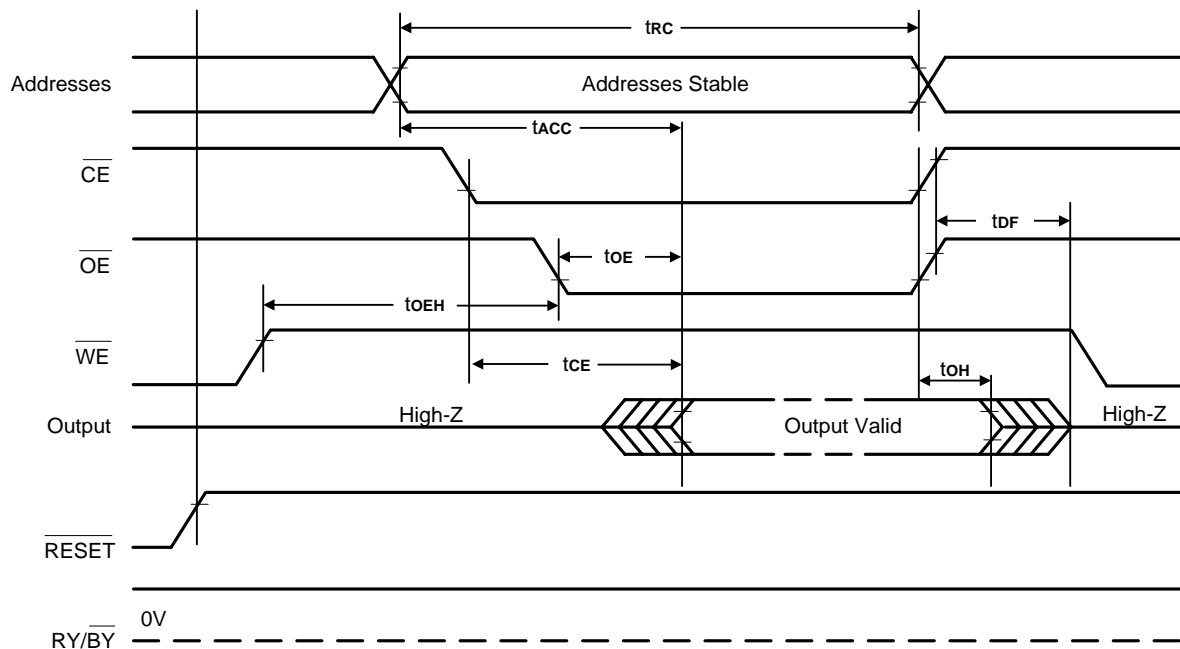 tRC
Addresses
Addresses Stable
tACC
CE
tDF
OE
tOE
tOEH
WE
tCE
tOH
High-Z
High-Z
Output
Output Valid
RESET
0V
RY/BY